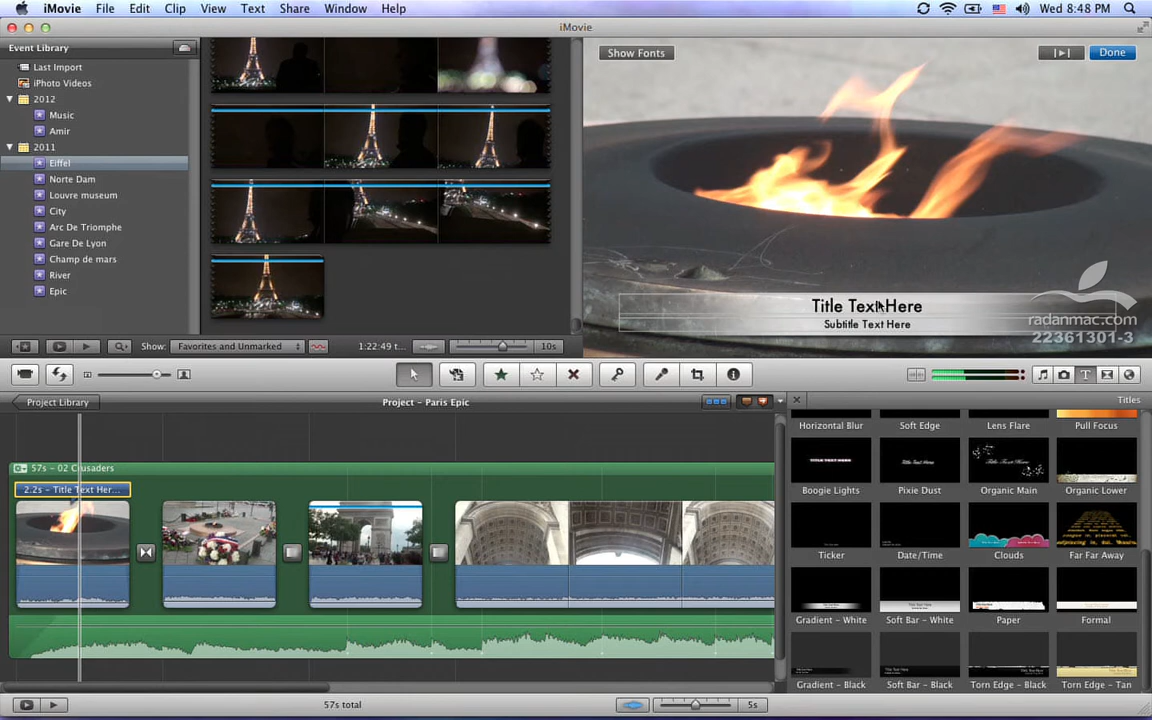 iMovie File Edit Clip View Text Share Window Help
Wed 8:48 PM
iMovie
Event Library
Last Import
iPhoto Videos
2012
Music
Amir
2011
Eiffel
Norte Dam
Louvre museum
City
Arc De Triomphe
Gare De Lyon
Champ de mars
River
Epic
Show Fonts
Done
Title Text Here
Subtitle Text Here
radanmac.com
22361301-3
Show: Favorites and Unmarked
1:22:49 t...
10s
Project Library
Project - Paris Epic
Titles
57s - 02 Crusaders
2.2s - Title Text Her...
Horizontal Blur
Soft Edge
Lens Flare
Pull Focus
Boogie Lights
Pixie Dust
Organic Main
Organic Lower
Ticker
Date/Time
Clouds
Far Far Away
Gradient - White
Soft Bar - White
Paper
Formal
Gradient - Black
Soft Bar - Black
Torn Edge - Black
Torn Edge - Tan
57s total
5s